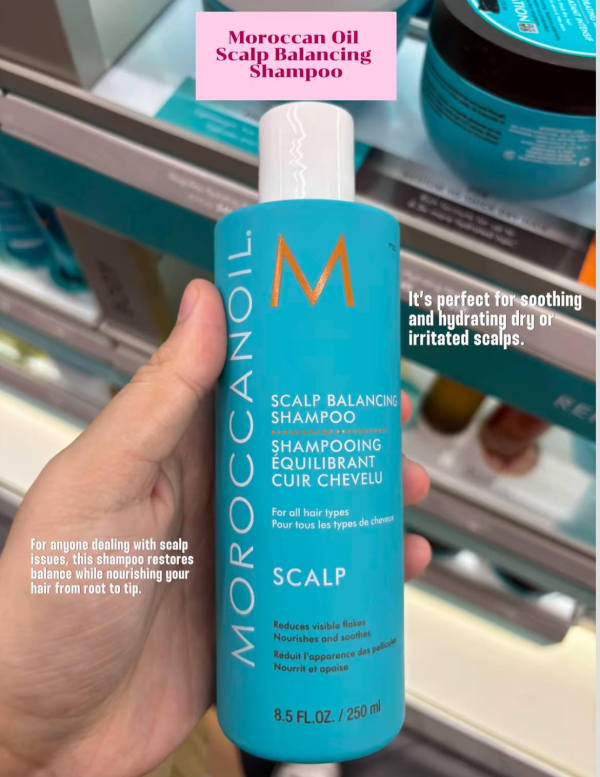 Moroccan Oil
Scalp Balancing
Shampoo
It's perfect for soothing
and hydrating dry or
irritated scalps.
MOROCCANOIL.
M
SCALP BALANCING
SHAMPOO
SHAMPOOING
ÉQUILIBRANT
CUIR CHEVELU
For all hair types
Pour tous les types de cheveux
SCALP
Reduces visible flakes
Nourishes and soothes
Réduit l'apparence des pellicules
Nourrit et apaise
8.5 FL.OZ. / 250 ml
For anyone dealing with scalp
issues, this shampoo restores
balance while nourishing your
hair from root to tip.